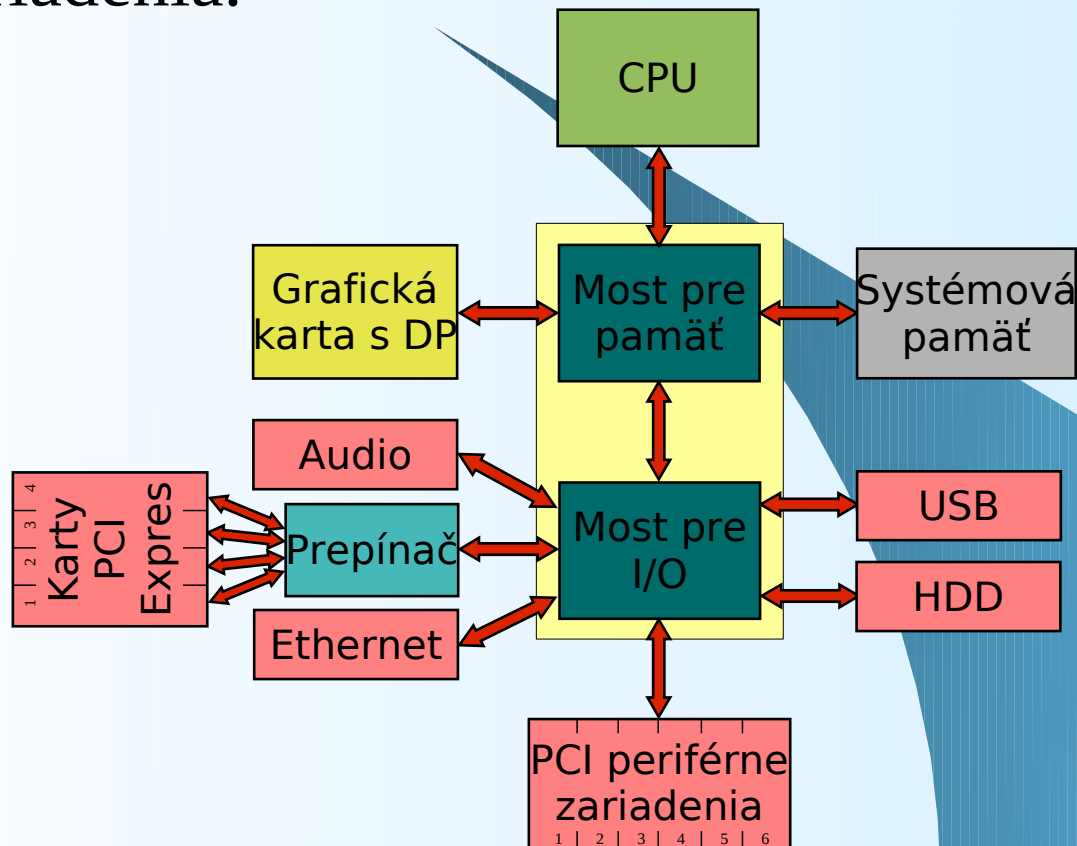 CPU
Grafická
karta s DP
Most pre
pamäť
Systémová
pamäť
Audio
Karty
PCI
Expres
1 2 3 4
Prepínač
Most pre
I/O
USB
HDD
Ethernet
PCI periférne
zariadenia
1 2 3 4 5 6